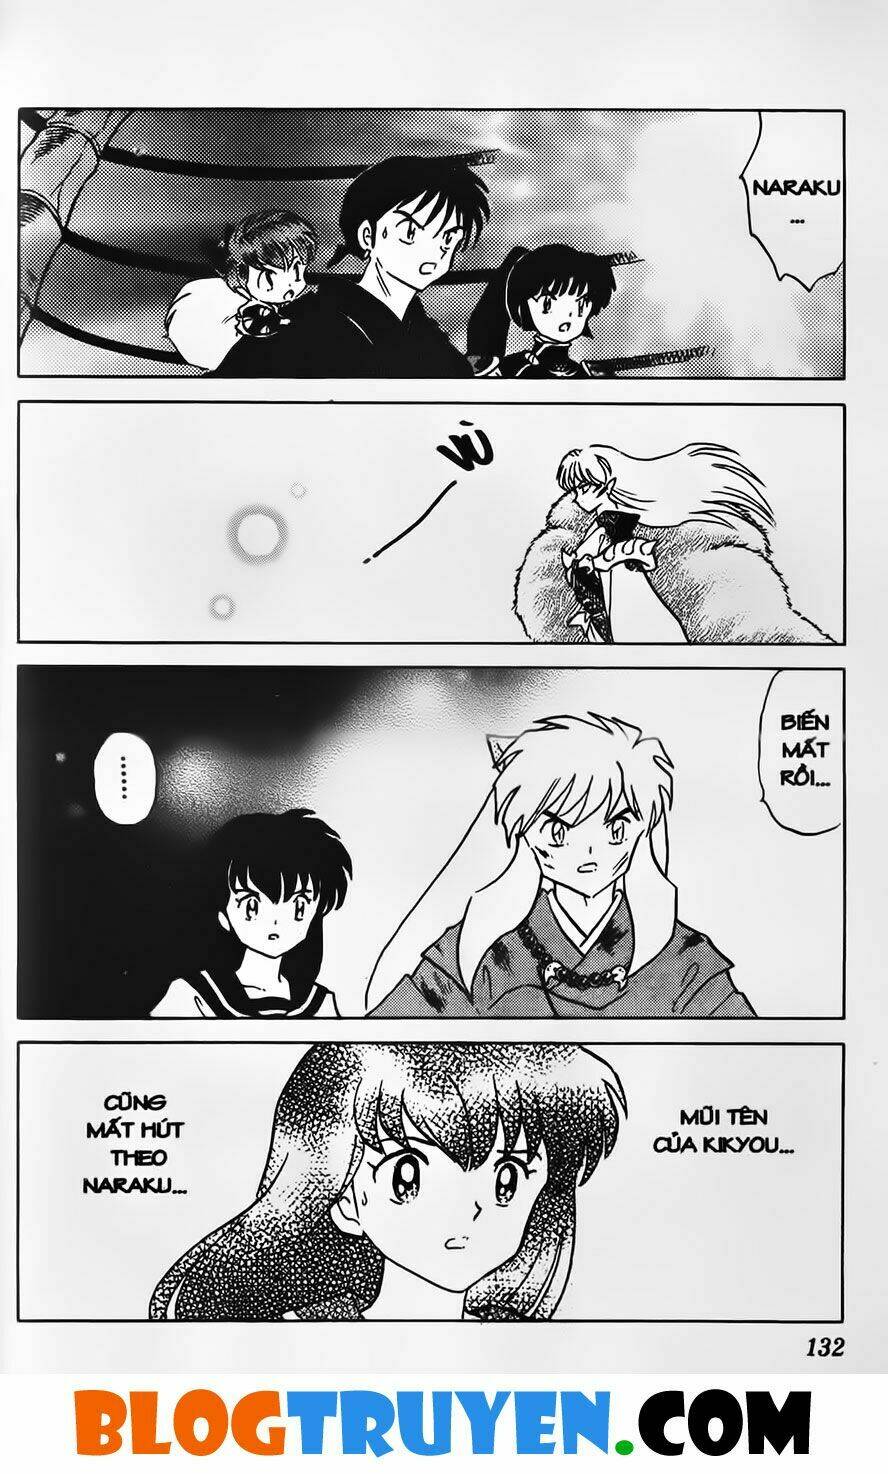 NARAKU
...
VÙ
BIẾN
MẤT
RỒI...
......
MŨI TÊN
CỦA KIKYOU...
CŨNG
MẤT HÚT
THEO
NARAKU...
132
BLOGTRUYEN.COM